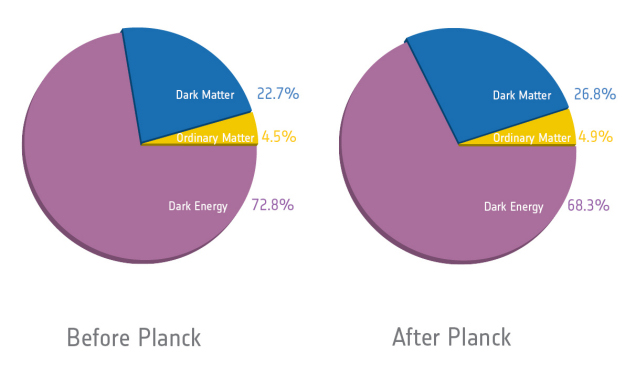 Dark Matter 22.7%
Ordinary Matter 4.5%
Dark Energy 72.8%
Before Planck
Dark Matter 26.8%
Ordinary Matter 4.9%
Dark Energy 68.3%
After Planck